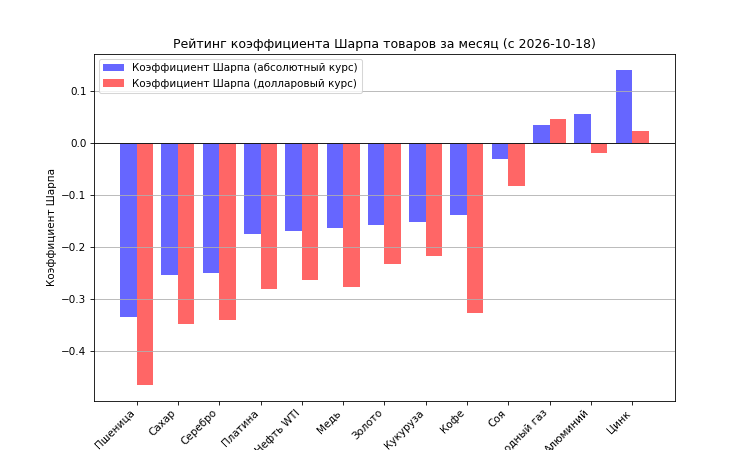 Рейтинг коэффициента Шарпа товаров за месяц (с 2026-10-18)
Коэффициент Шарпа (абсолютный курс)
Коэффициент Шарпа (долларовый курс)
Коэффициент Шарпа
0.1
0.0
−0.1
−0.2
−0.3
−0.4
Пшеница
Сахар
Серебро
Платина
Нефть WTI
Медь
Золото
Кукуруза
Кофе
Соя
одный газ
Алюминий
Цинк